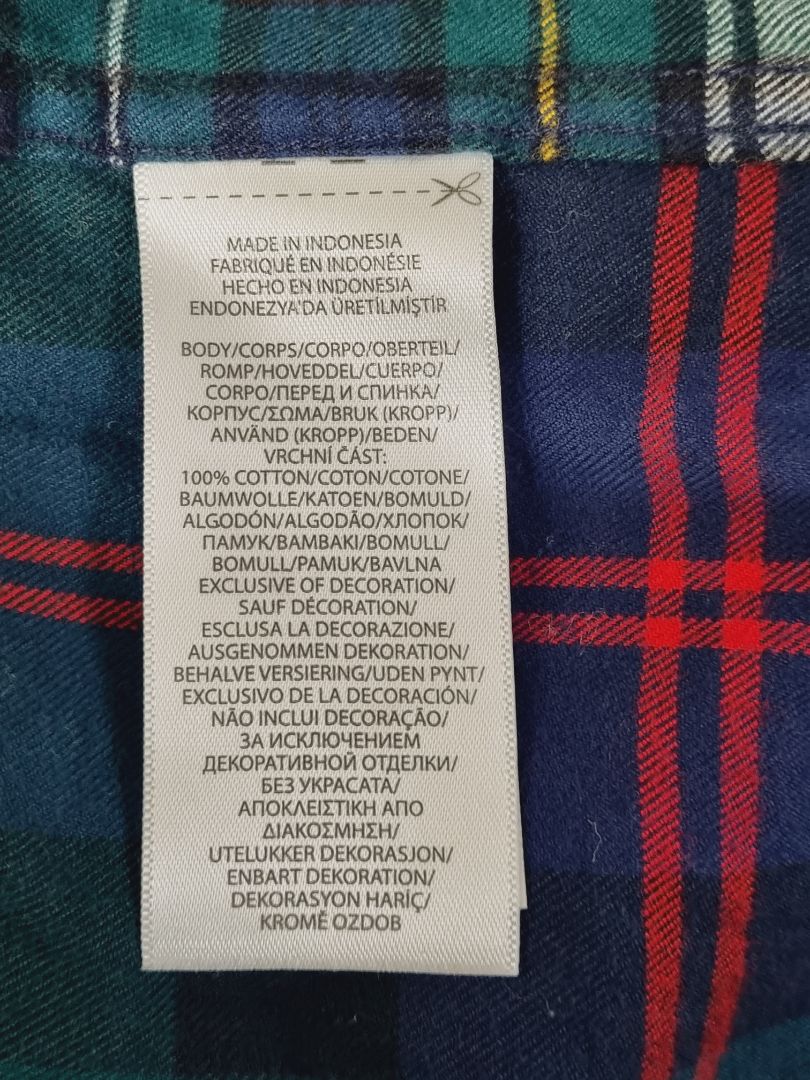 MADE IN INDONESIA
FABRIQUÉ EN INDONÉSIE
HECHO EN INDONESIA
ENDONEZYA'DA ÜRETİLMİŞTİR
BODY/CORPS/CORPO/OBERTEIL/
ROMP/HOVEDDEL/CUERPO/
CORPO/ПЕРЕД И СПИНКА/
КОРПУС/ΣΩΜΑ/BRUK (KROPP)/
ANVÄND (KROPP)/BEDEN/
VRCHNÍ ČÁST:
100% COTTON/COTON/COTONE/
BAUMWOLLE/KATOEN/BOMULD/
ALGODÓN/ALGODÃO/ХЛОПОК/
ПАМУК/ΒΑΜΒΑΚΙ/BOMULL/
BOMULL/PAMUK/BAVLNA
EXCLUSIVE OF DECORATION/
SAUF DÉCORATION/
ESCLUSA LA DECORAZIONE/
AUSGENOMMEN DEKORATION/
BEHALVE VERSIERING/UDEN PYNT/
EXCLUSIVO DE LA DECORACIÓN/
NÃO INCLUI DECORAÇÃO/
ЗА ИСКЛЮЧЕНИЕМ
ДЕКОРАТИВНОЙ ОТДЕЛКИ/
БЕЗ УКРАСАТА/
ΑΠΟΚΛΕΙΣΤΙΚΗ ΑΠΟ
ΔΙΑΚΟΣΜΗΣΗ/
UTELUKKER DEKORASJON/
ENBART DEKORATION/
DEKORASYON HARİÇ/
KROMĚ OZDOB